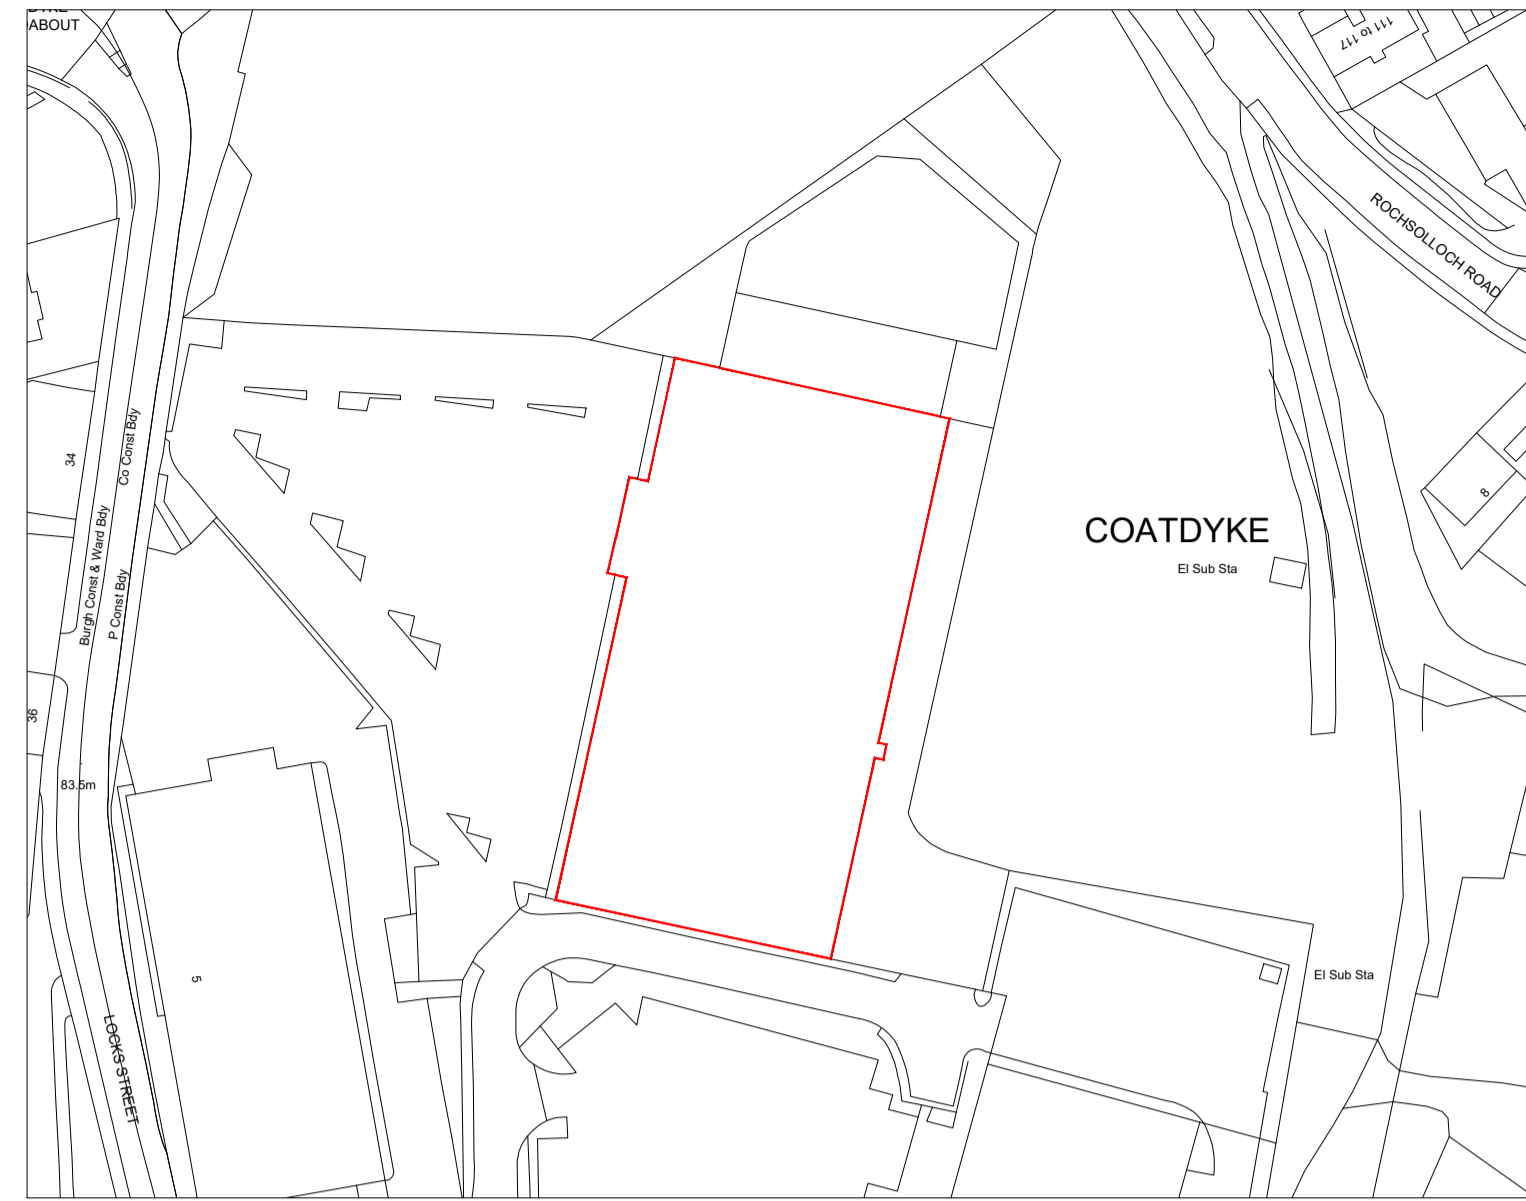 ABOUT
111 to 117
ROCHSOLLOCH ROAD
Co Const Bdy
34
Burgh Const & Ward Bdy
P Const Bdy
COATDYKE
El Sub Sta
8
36
83.5m
5
El Sub Sta
LOCKS STREET